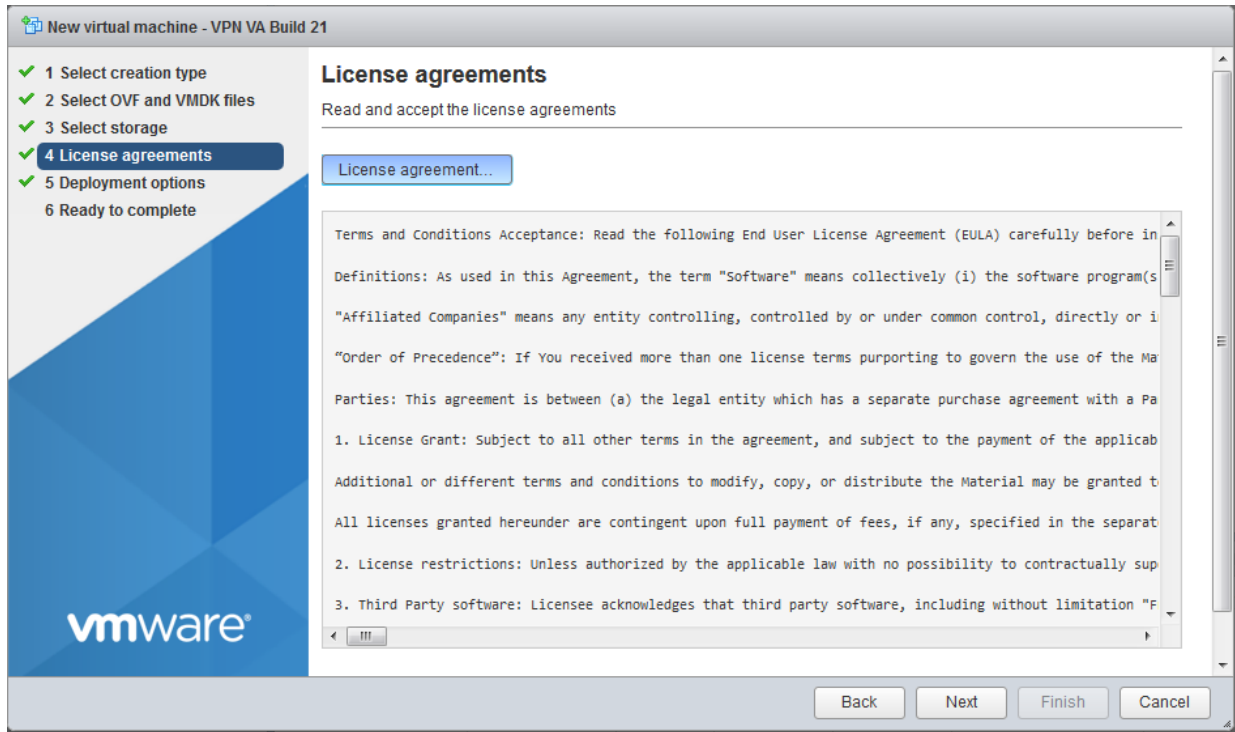 New virtual machine - VPN VA Build 21
1 Select creation type
2 Select OVF and VMDK files
3 Select storage
4 License agreements
5 Deployment options
6 Ready to complete
vmware®
License agreements
Read and accept the license agreements
License agreement...
Terms and Conditions Acceptance: Read the following End User License Agreement (EULA) carefully before in
Definitions: As used in this Agreement, the term "Software" means collectively (i) the software program(s
"Affiliated Companies" means any entity controlling, controlled by or under common control, directly or i
“Order of Precedence”: If You received more than one license terms purporting to govern the use of the Ma
Parties: This agreement is between (a) the legal entity which has a separate purchase agreement with a Pa
1. License Grant: Subject to all other terms in the agreement, and subject to the payment of the applicab
Additional or different terms and conditions to modify, copy, or distribute the Material may be granted t
All licenses granted hereunder are contingent upon full payment of fees, if any, specified in the separat
2. License restrictions: Unless authorized by the applicable law with no possibility to contractually sup
3. Third Party software: Licensee acknowledges that third party software, including without limitation "F
Back
Next
Finish
Cancel